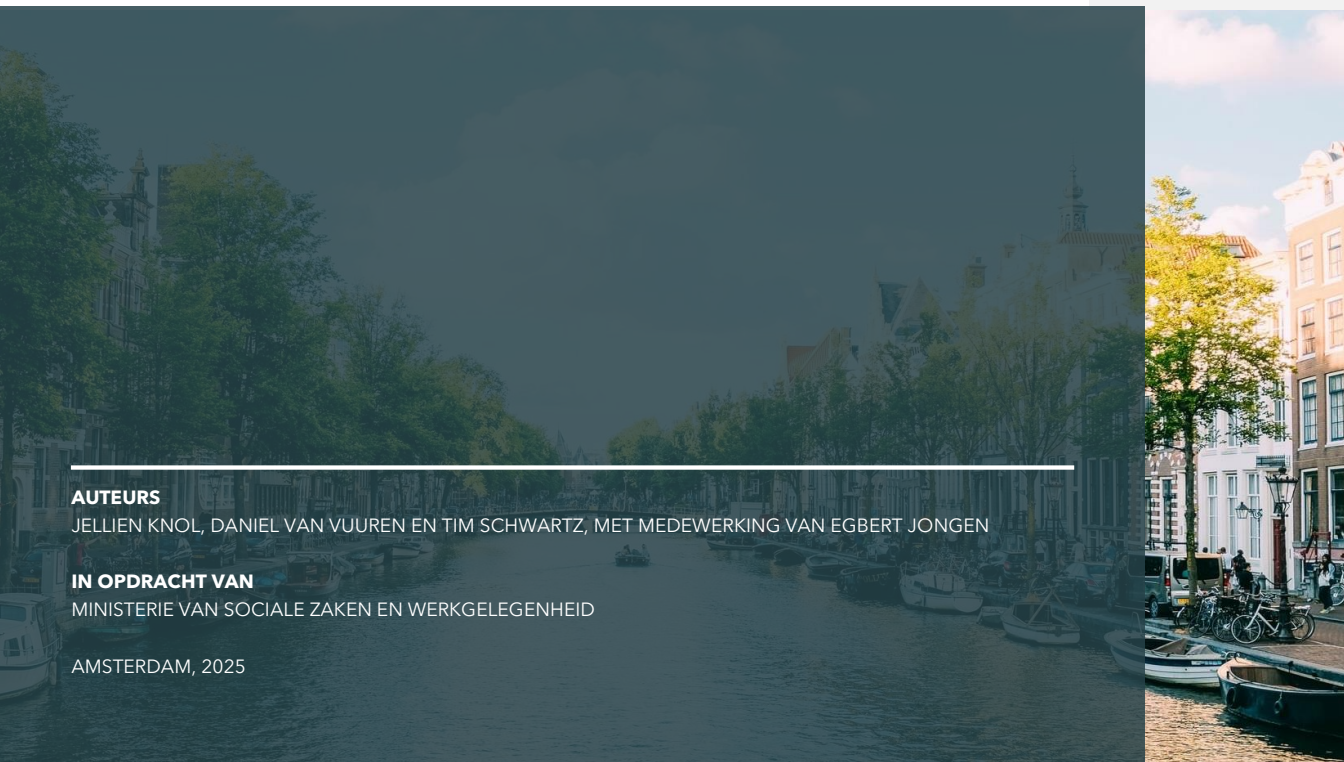 AUTEURS
JELLIEN KNOL, DANIEL VAN VUUREN EN TIM SCHWARTZ, MET MEDEWERKING VAN EGBERT JONGEN
IN OPDRACHT VAN
MINISTERIE VAN SOCIALE ZAKEN EN WERKGELEGENHEID
AMSTERDAM, 2025